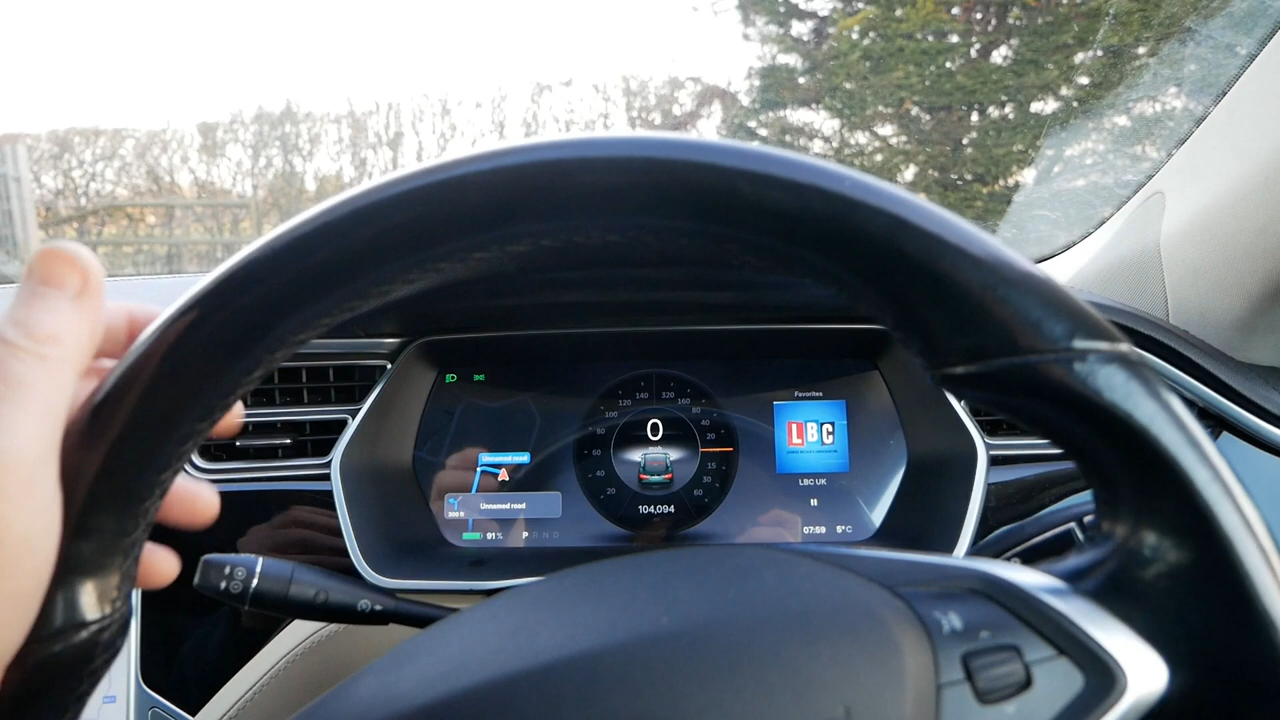 Favorites
140 320
120 160
100 80
80 0 40
20
60 15
40 30
20 60
Unnamed road
Unnamed road
300 ft
LBC
LBC UK
104,094
91% P R N D
07:59 5°C